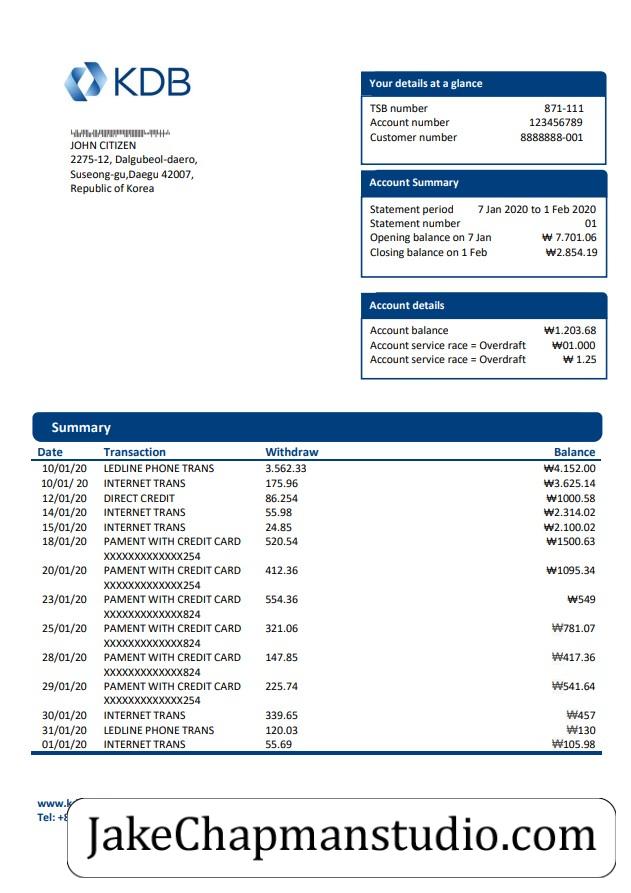 KDB
JOHN CITIZEN
2275-12, Dalgubeol-daero,
Suseong-gu,Daegu 42007,
Republic of Korea
Your details at a glance
TSB number 871-111
Account number 123456789
Customer number 8888888-001
Account Summary
Statement period 7 Jan 2020 to 1 Feb 2020
Statement number 01
Opening balance on 7 Jan ₩ 7.701.06
Closing balance on 1 Feb ₩2.854.19
Account details
Account balance ₩1.203.68
Account service race = Overdraft ₩01.000
Account service race = Overdraft ₩ 1.25
Summary
Date Transaction Withdraw Balance
10/01/20 LEDLINE PHONE TRANS 3.562.33 ₩4.152.00
10/01/ 20 INTERNET TRANS 175.96 ₩3.625.14
12/01/20 DIRECT CREDIT 86.254 ₩1000.58
14/01/20 INTERNET TRANS 55.98 ₩2.314.02
15/01/20 INTERNET TRANS 24.85 ₩2.100.02
18/01/20 PAMENT WITH CREDIT CARD 520.54 ₩1500.63
XXXXXXXXXXXXX254
20/01/20 PAMENT WITH CREDIT CARD 412.36 ₩1095.34
XXXXXXXXXXXXX254
23/01/20 PAMENT WITH CREDIT CARD 554.36 ₩549
XXXXXXXXXXXXX824
25/01/20 PAMENT WITH CREDIT CARD 321.06 ₩781.07
XXXXXXXXXXXXX824
28/01/20 PAMENT WITH CREDIT CARD 147.85 ₩417.36
XXXXXXXXXXXXX824
29/01/20 PAMENT WITH CREDIT CARD 225.74 ₩541.64
XXXXXXXXXXXXX254
30/01/20 INTERNET TRANS 339.65 ₩457
31/01/20 LEDLINE PHONE TRANS 120.03 ₩130
01/01/20 INTERNET TRANS 55.69 ₩105.98
Tel:
JakeChapmanstudio.com